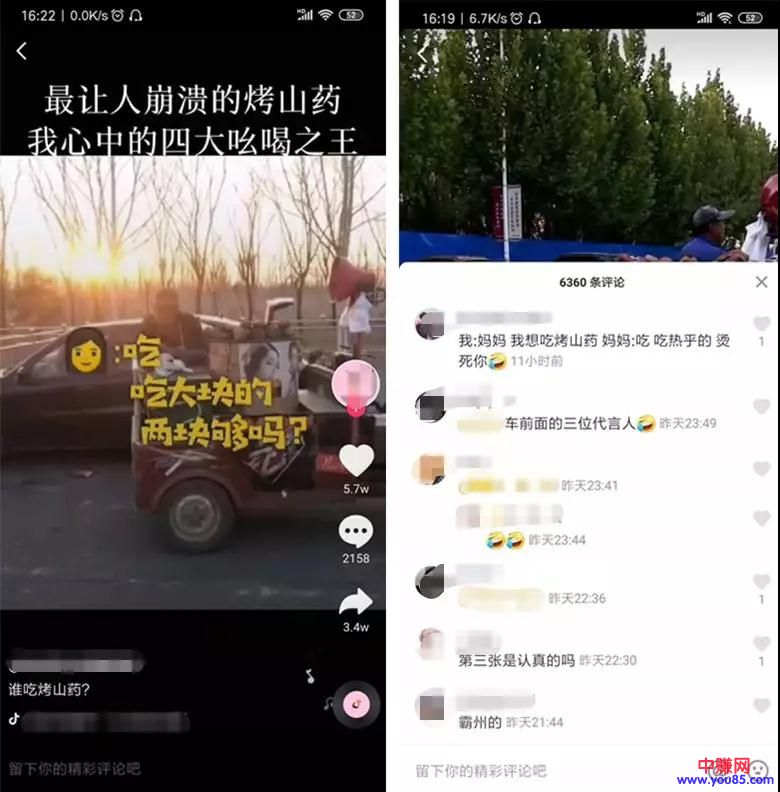 16:22 | 0.0K/s
HD
52
最让人崩溃的烤山药
我心中的四大吆喝之王
:吃
吃大块的
两块够吗?
5.7w
2158
3.4w
谁吃烤山药?
留下你的精彩评论吧
16:19 | 6.7K/s
HD
52
6360 条评论
我:妈妈 我想吃烤山药 妈妈:吃 吃热乎的 烫
死你🤣 11小时前
1
车前面的三位代言人🤣 昨天23:49
昨天23:41
🤣🤣 昨天23:44
昨天22:36
1
第三张是认真的吗 昨天22:30
1
霸州的 昨天21:44
留下你的精彩评论吧
中赚网
www.you85.com